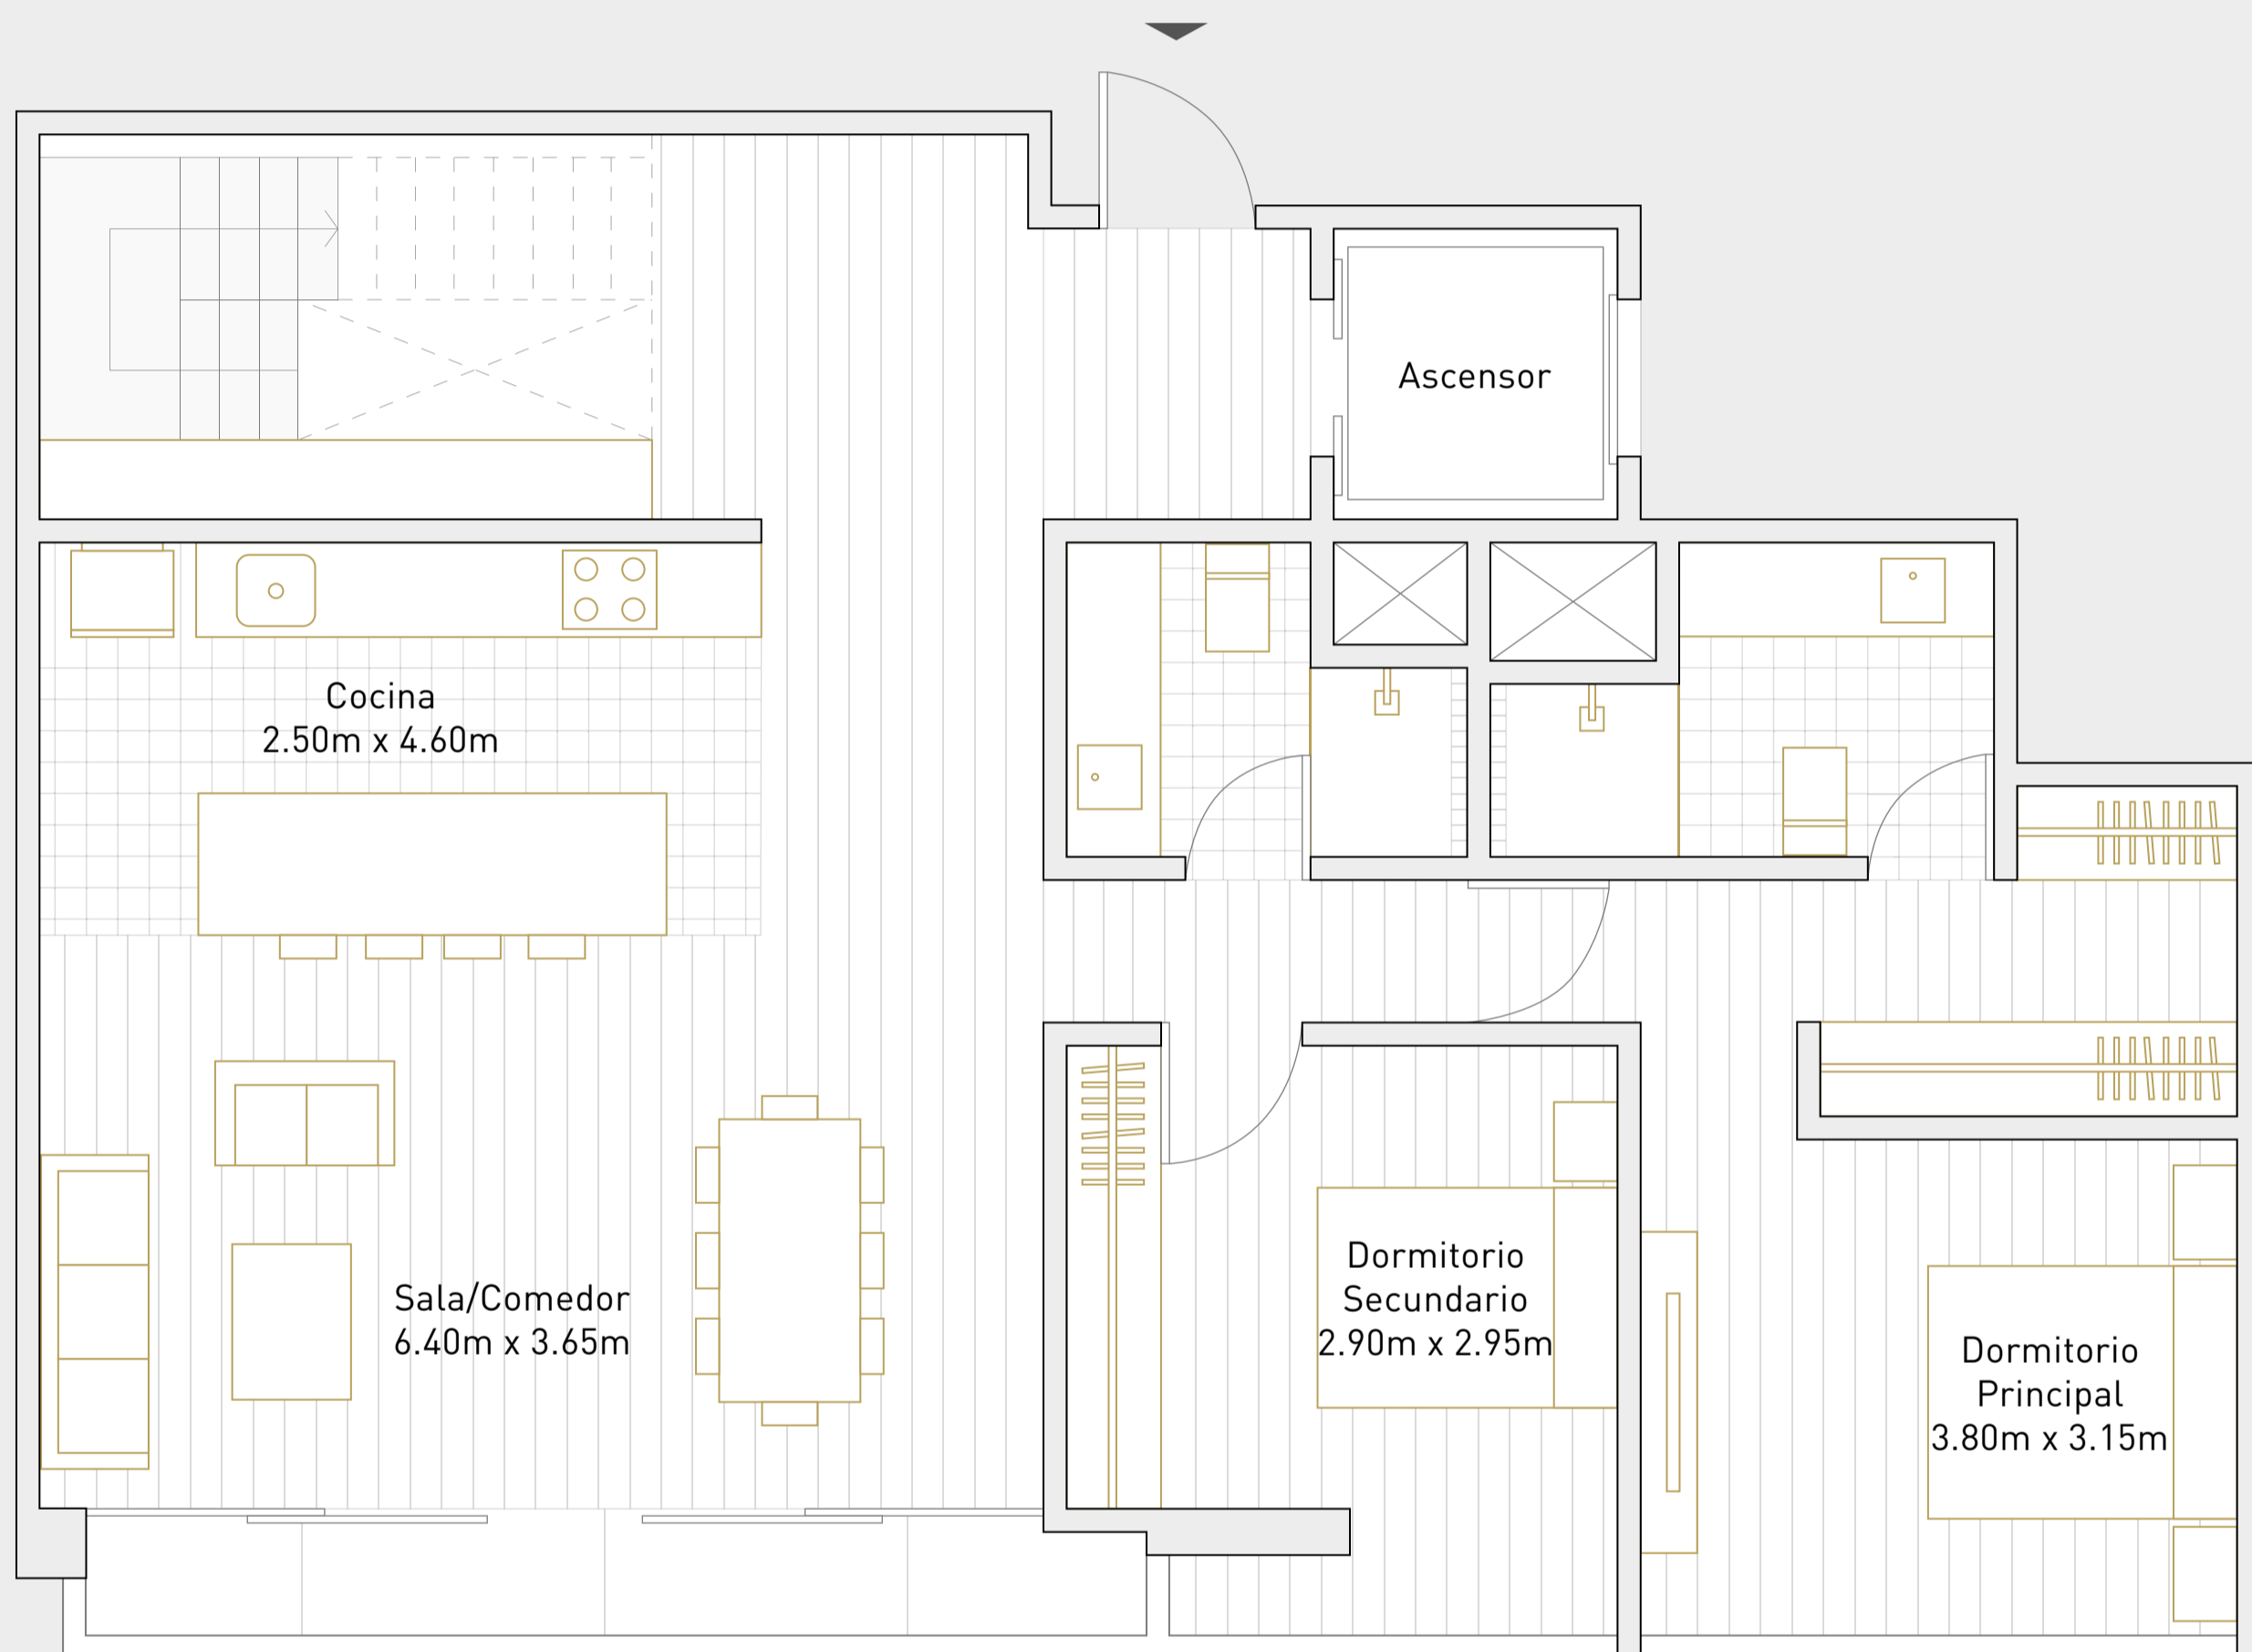 Ascensor
Cocina
2.50m x 4.60m
Sala/Comedor
6.40m x 3.65m
Dormitorio
Secundario
2.90m x 2.95m
Dormitorio
Principal
3.80m x 3.15m